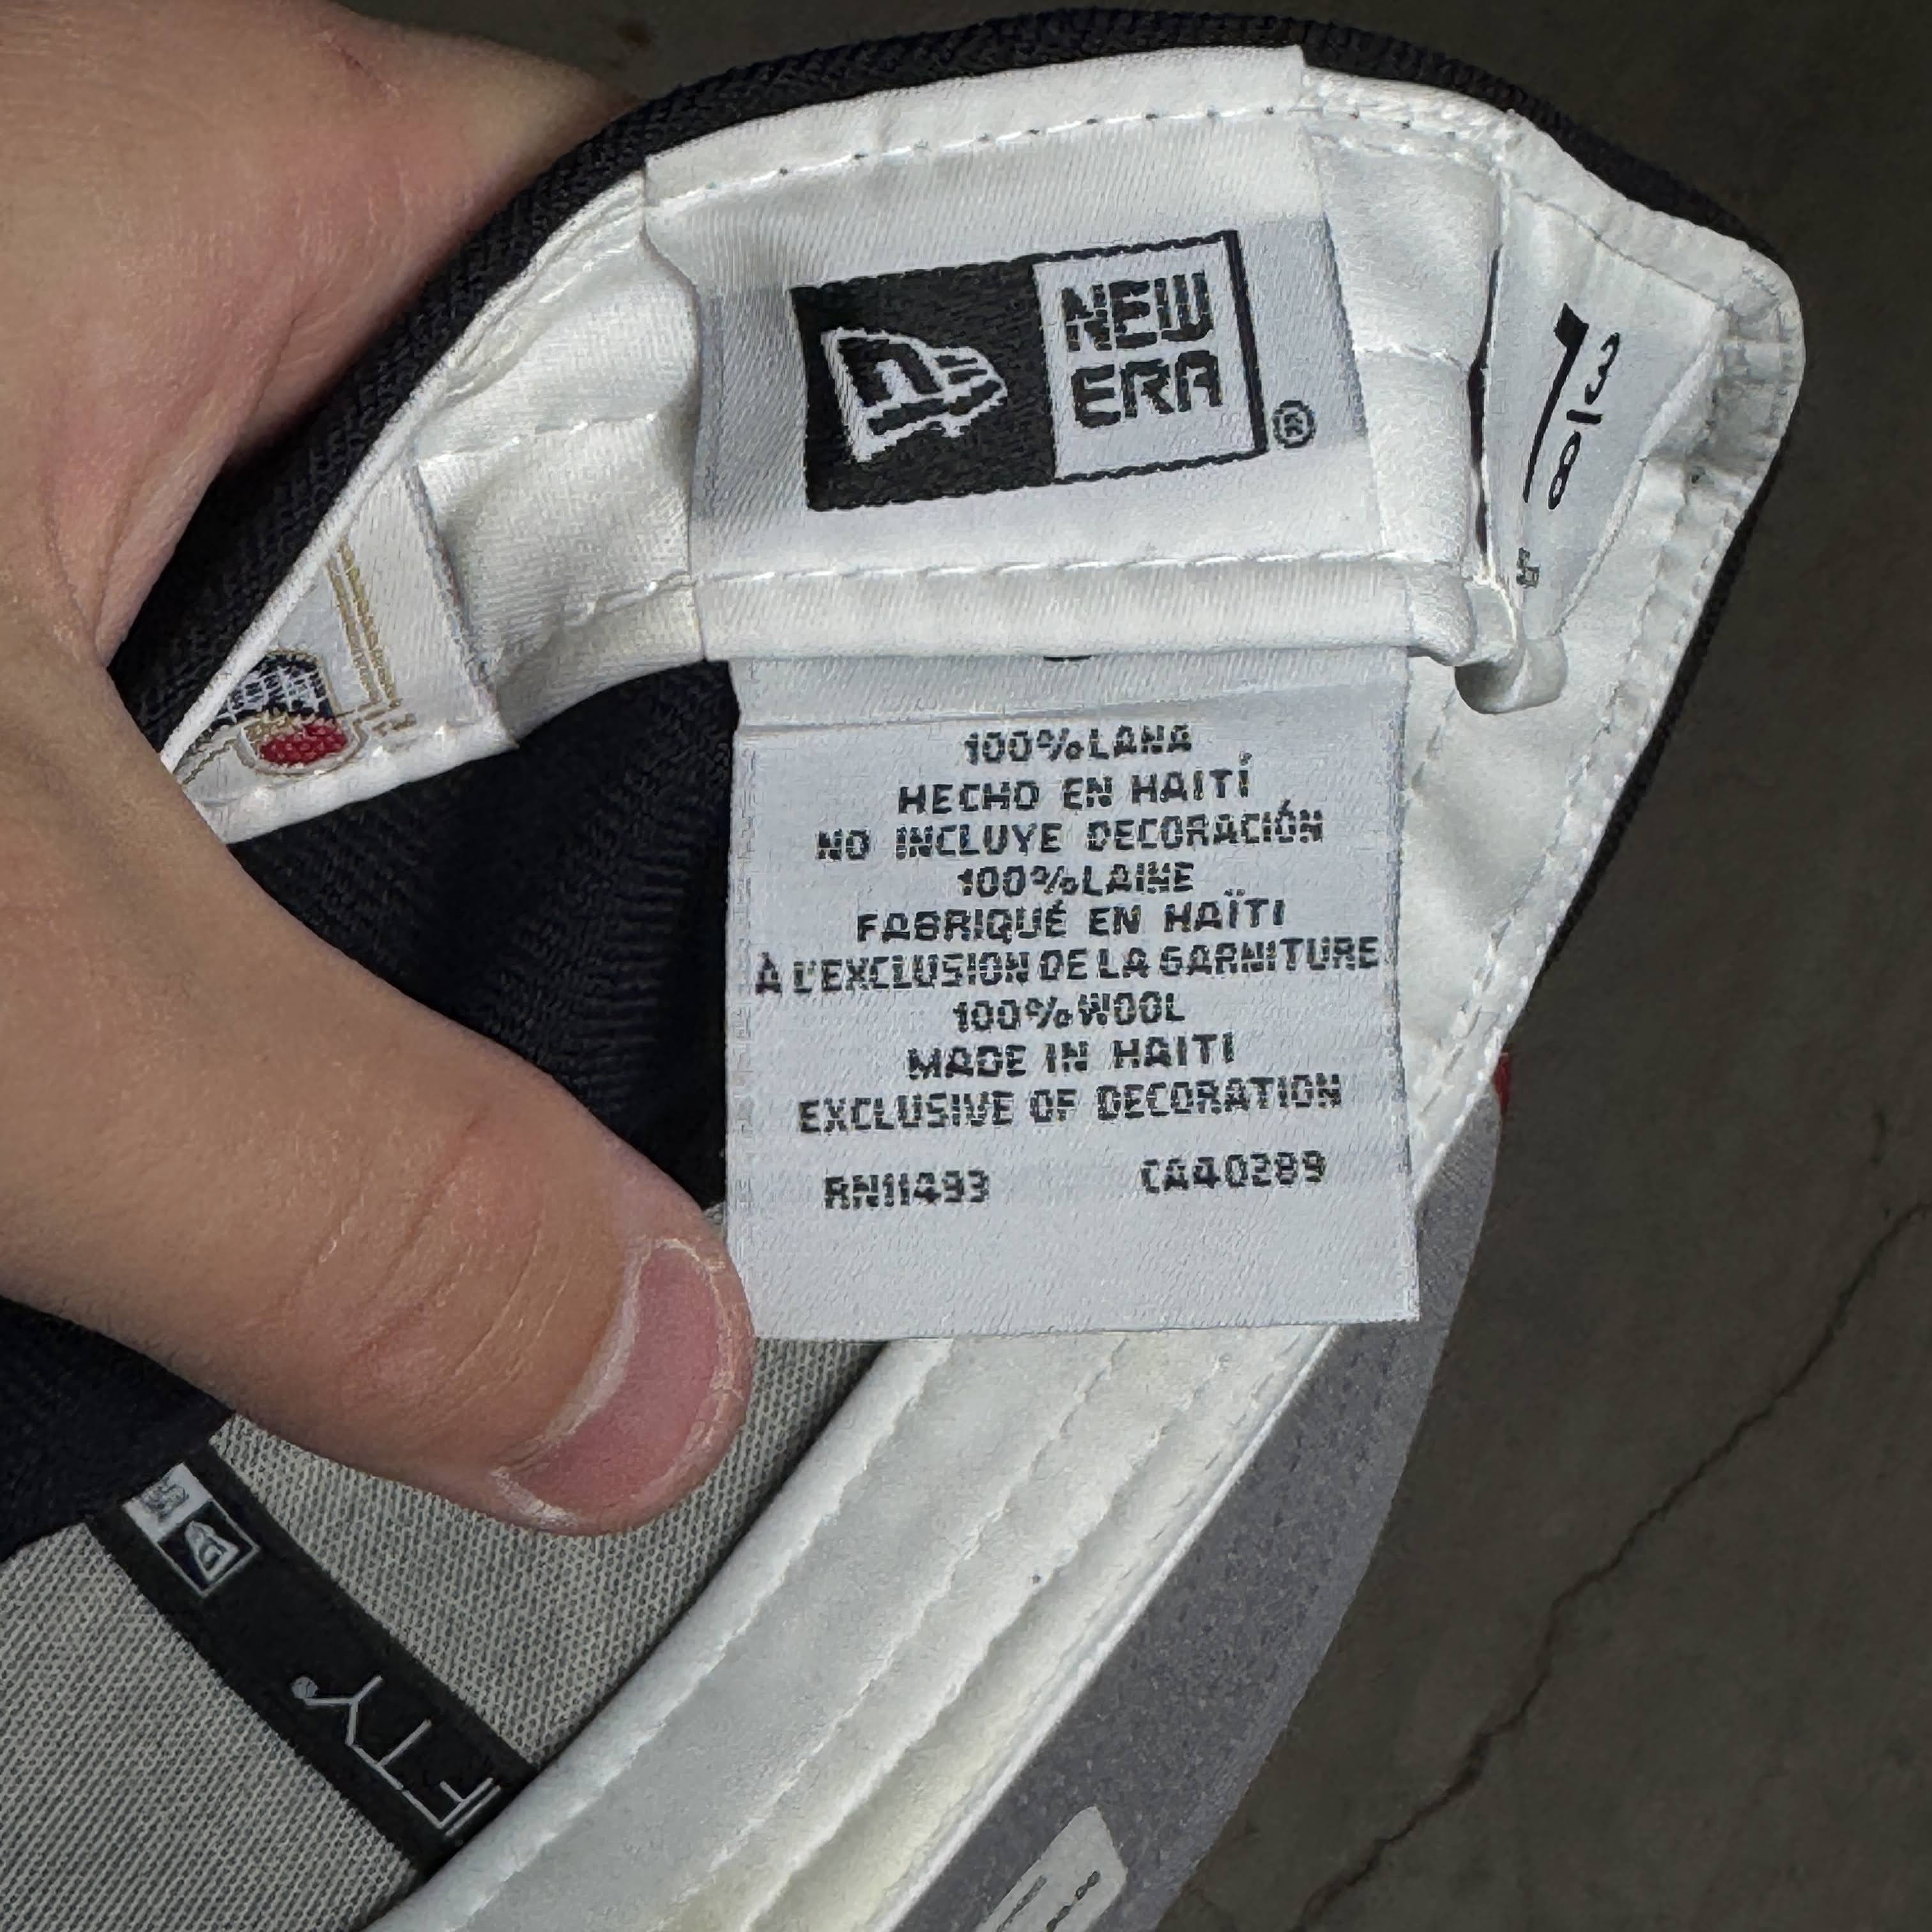 NEW
ERA
®
7 3/8
100% LANA
HECHO EN HAITÍ
NO INCLUYE DECORACIÓN
100% LAINE
FABRIQUÉ EN HAÏTI
À L'EXCLUSION DE LA GARNITURE
100% WOOL
MADE IN HAITI
EXCLUSIVE OF DECORATION
RN11493 CA40289
FTY